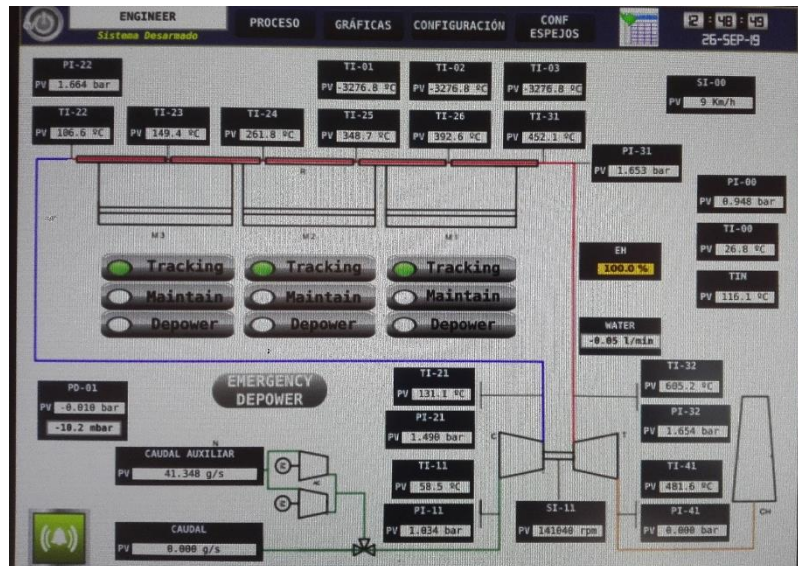 ENGINEER
Sistema Desarmado
PROCESO
GRÁFICAS
CONFIGURACIÓN
CONF
ESPEJOS
12:48:49
26-SEP-19
PI-22
PV 1.664 bar
TI-01
PV -3276.8 ºC
TI-02
PV -3276.8 ºC
TI-03
PV -3276.8 ºC
SI-00
PV 9 Km/h
TI-22
PV 106.6 ºC
TI-23
PV 149.4 ºC
TI-24
PV 261.8 ºC
TI-25
PV 348.7 ºC
TI-26
PV 392.6 ºC
TI-31
PV 452.1 ºC
PI-31
PV 1.653 bar
R
PI-00
PV 0.948 bar
M3
M2
M1
TI-00
PV 26.8 ºC
EH
100.0 %
TIN
PV 116.1 ºC
Tracking
Tracking
Tracking
Maintain
Maintain
Maintain
Depower
Depower
Depower
WATER
-0.05 l/min
EMERGENCY
DEPOWER
TI-21
PV 131.1 ºC
TI-32
PV 605.2 ºC
PD-01
PV -0.010 bar
-10.2 mbar
PI-21
PV 1.490 bar
PI-32
PV 1.654 bar
N
CAUDAL AUXILIAR
PV 41.348 g/s
AC
C
T
TI-11
PV 58.5 ºC
TI-41
PV 481.6 ºC
PI-11
PV 1.034 bar
SI-11
PV 141040 rpm
PI-41
PV 0.000 bar
CH
CAUDAL
PV 0.000 g/s